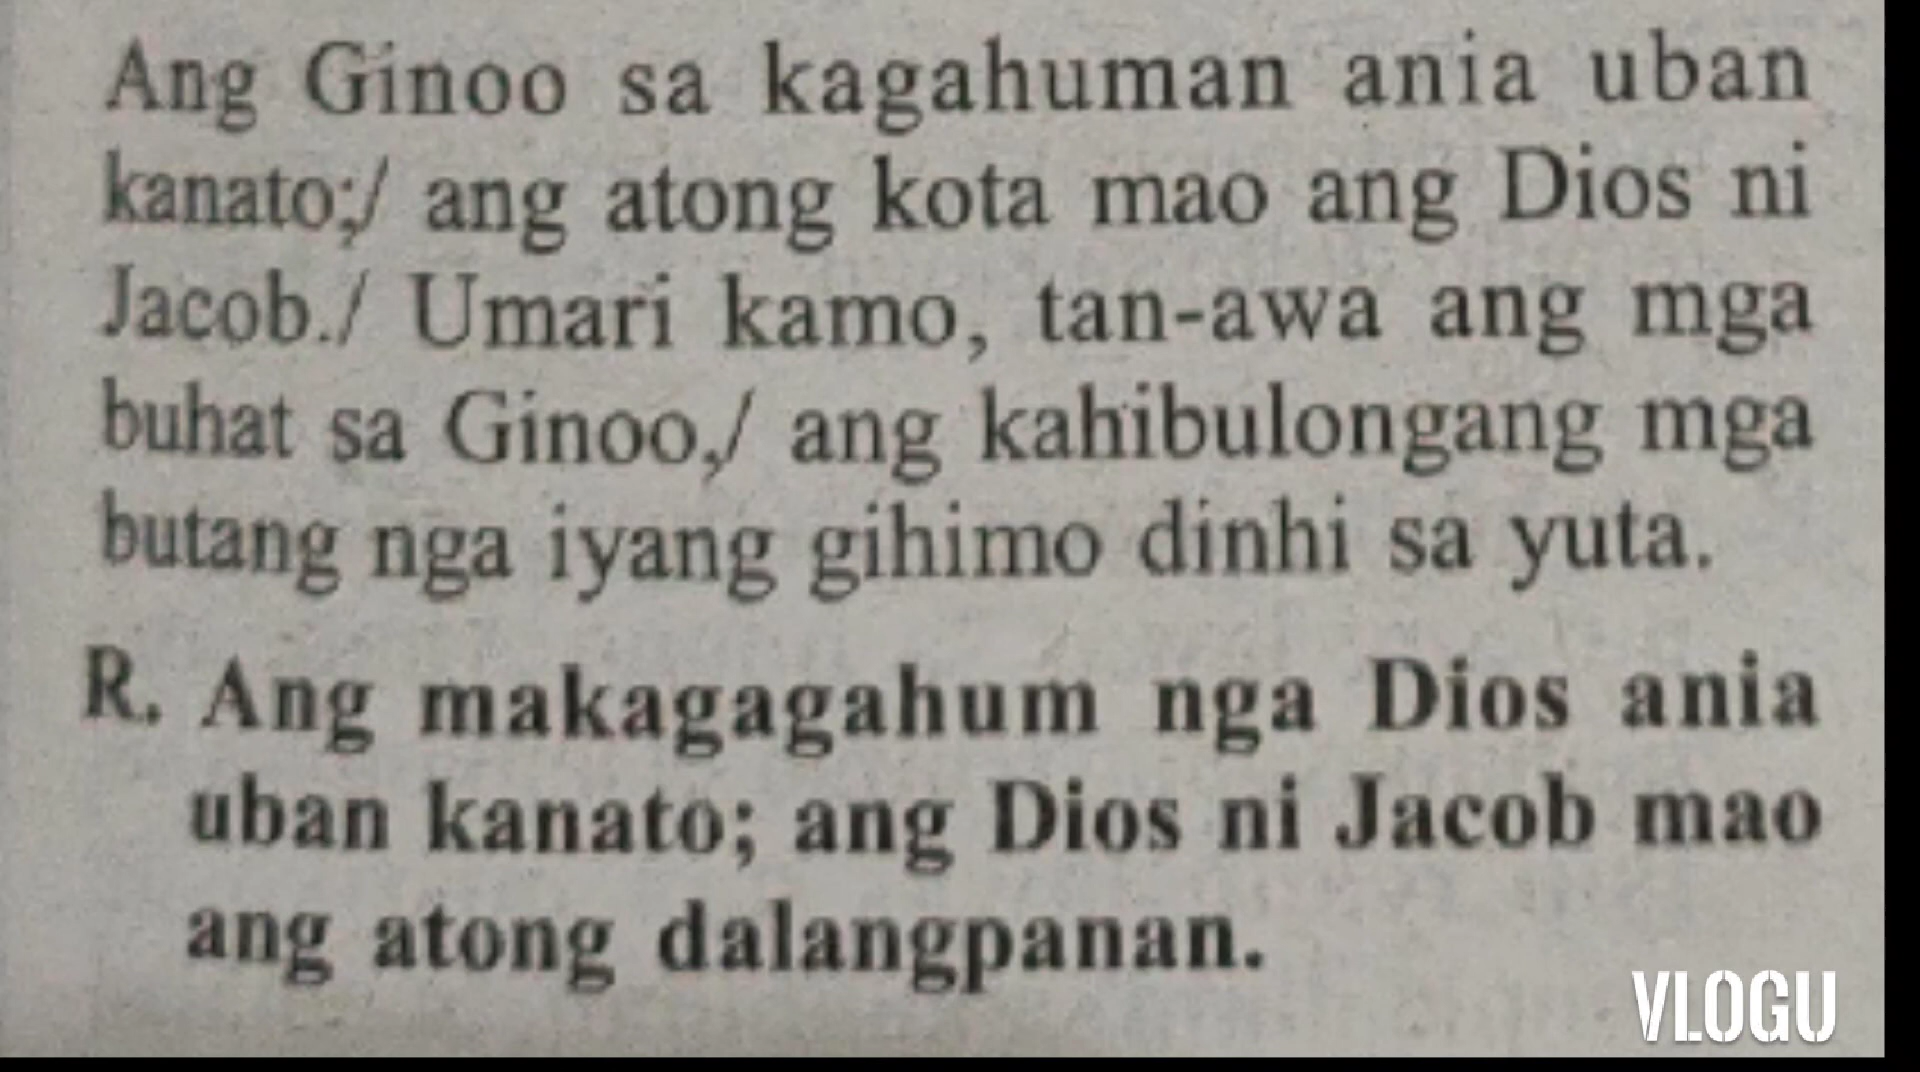 Ang Ginoo sa kagahuman ania uban
kanato;/ ang atong kota mao ang Dios ni
Jacob./ Umari kamo, tan-awa ang mga
buhat sa Ginoo,/ ang kahibulongang mga
butang nga iyang gihimo dinhi sa yuta.
R. Ang makagagahum nga Dios ania
uban kanato; ang Dios ni Jacob mao
ang atong dalangpanan.
VLOGU